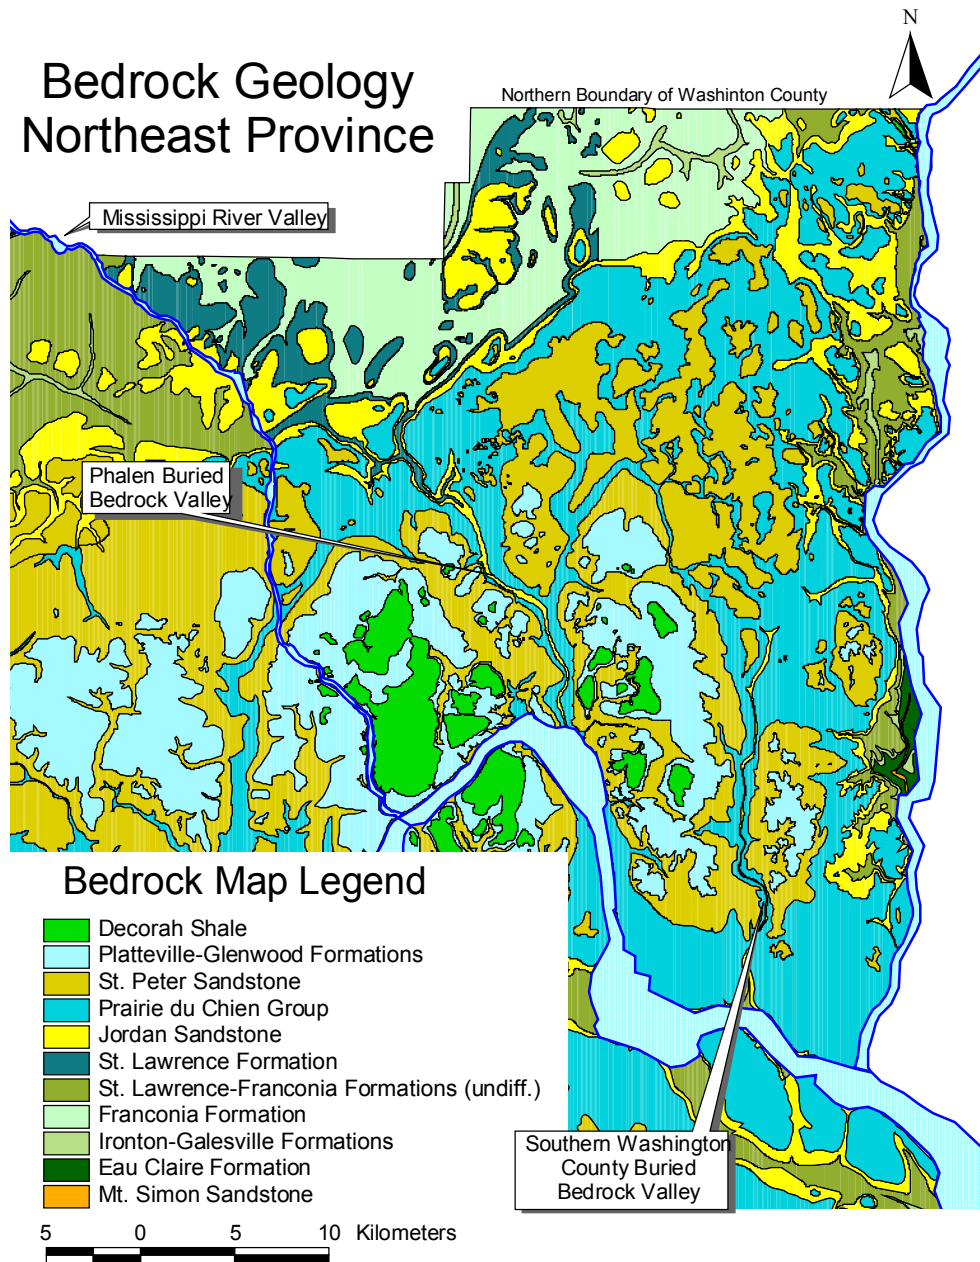 N
Bedrock Geology
Northeast Province
Northern Boundary of Washinton County
Mississippi River Valley
Phalen Buried
Bedrock Valley
Bedrock Map Legend
Decorah Shale
Platteville-Glenwood Formations
St. Peter Sandstone
Prairie du Chien Group
Jordan Sandstone
St. Lawrence Formation
St. Lawrence-Franconia Formations (undiff.)
Franconia Formation
Ironton-Galesville Formations
Eau Claire Formation
Mt. Simon Sandstone
Southern Washington
County Buried
Bedrock Valley
5 0 5 10 Kilometers